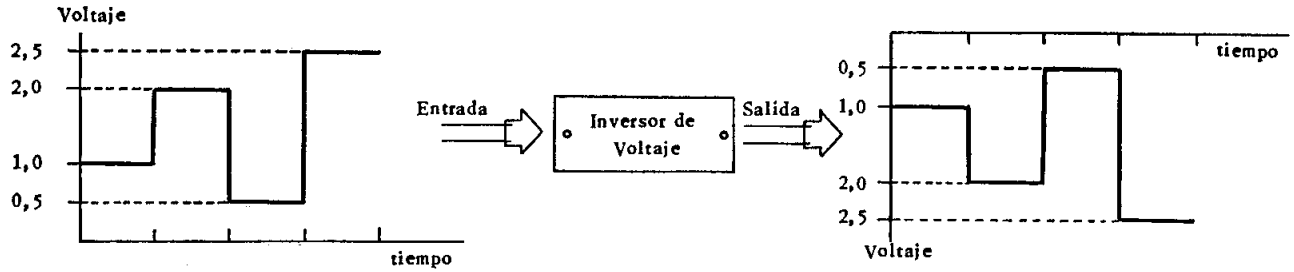 Voltaje
2,5
2,0
1,0
0,5
tiempo
Entrada
Inversor de
Voltaje
Salida
tiempo
0,5
1,0
2,0
2,5
Voltaje